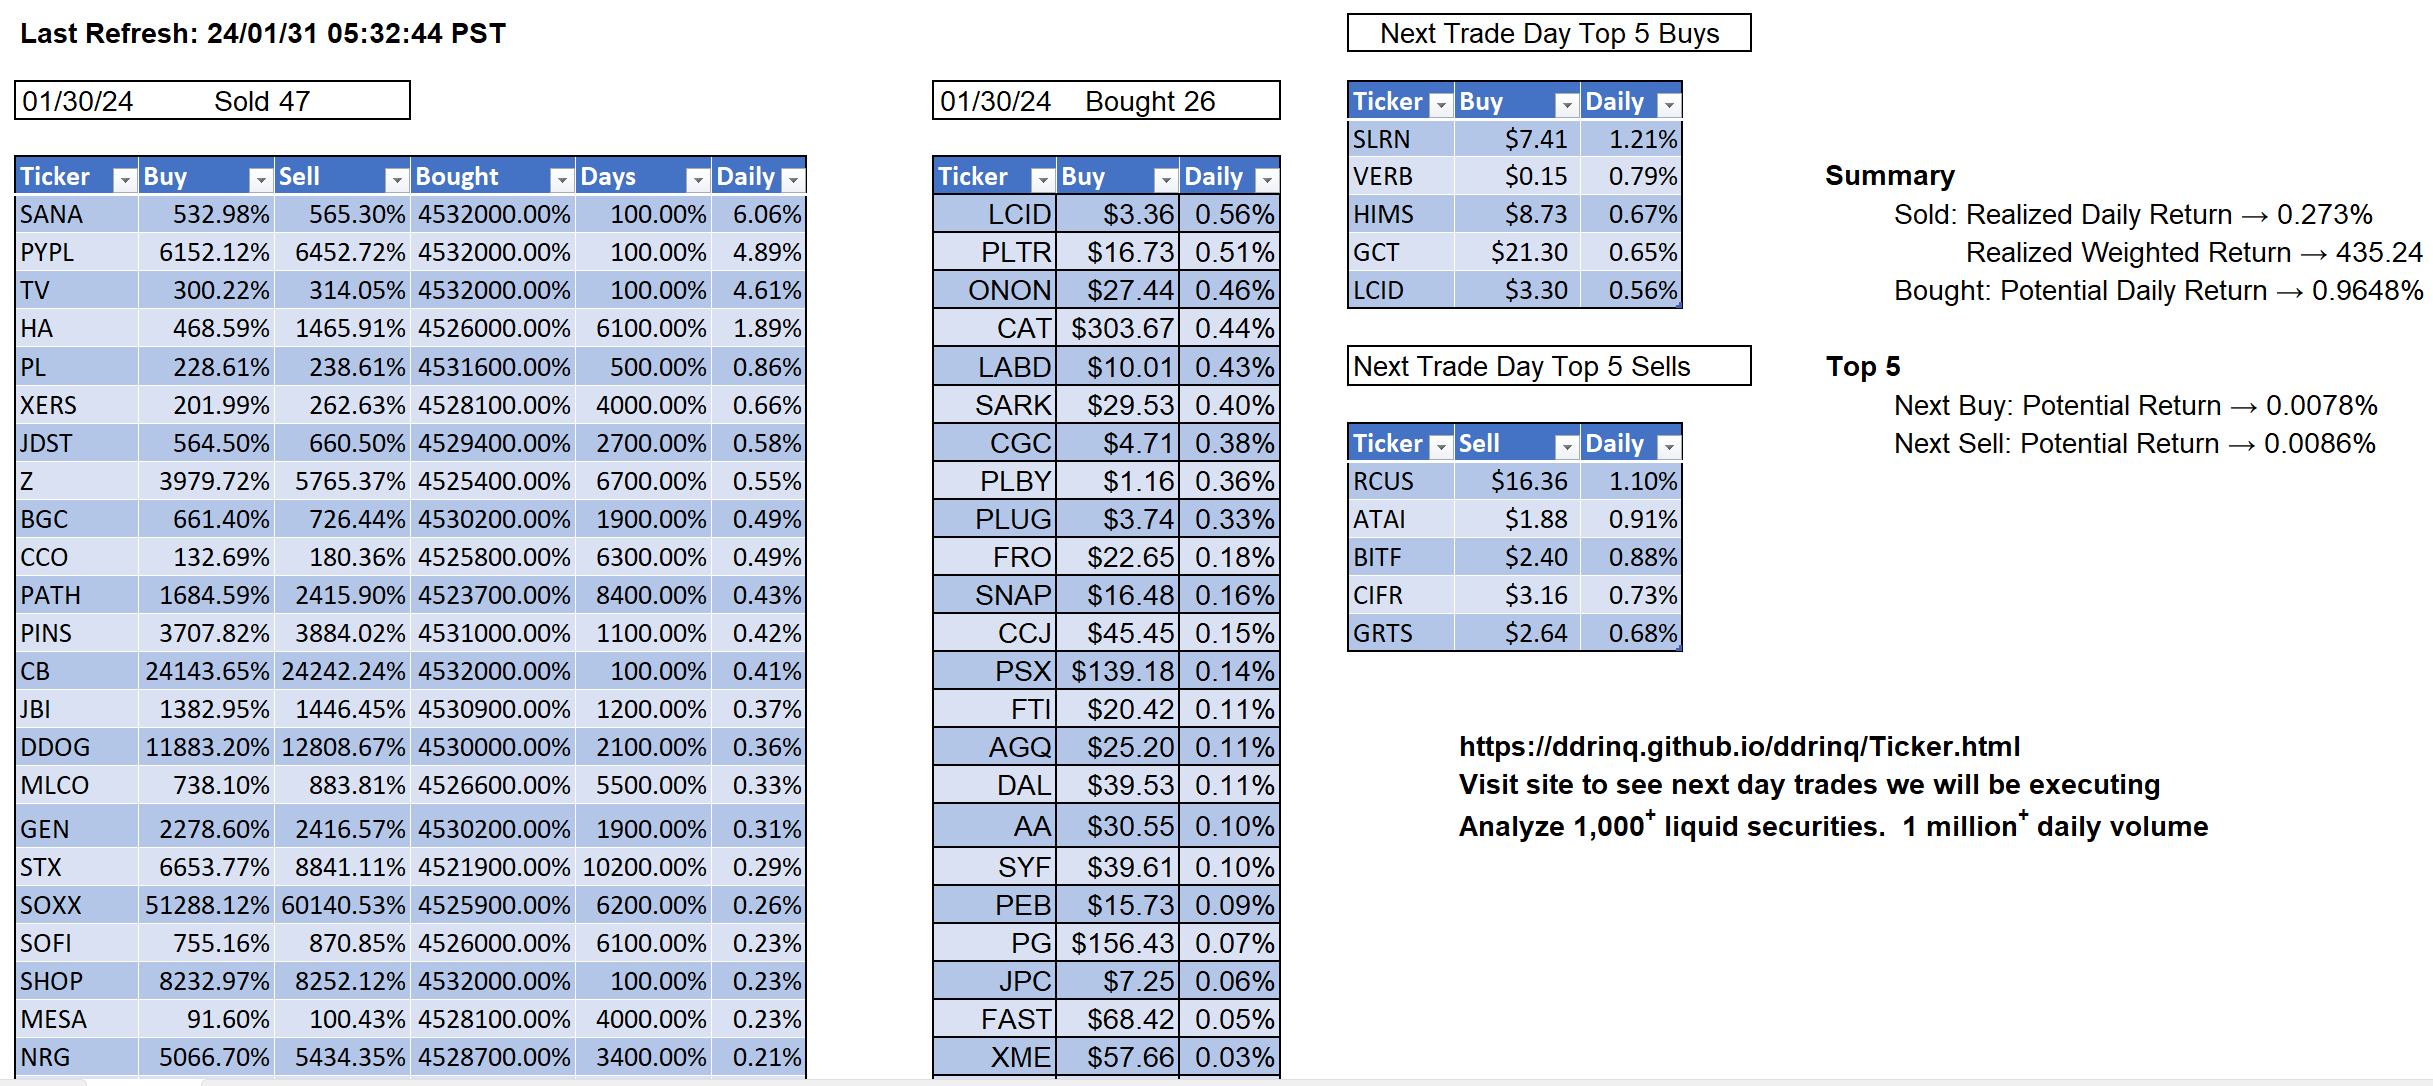 Last Refresh: 24/01/31 05:32:44 PST
01/30/24 Sold 47
Ticker Buy Sell Bought Days Daily
SANA 532.98% 565.30% 4532000.00% 100.00% 6.06%
PYPL 6152.12% 6452.72% 4532000.00% 100.00% 4.89%
TV 300.22% 314.05% 4532000.00% 100.00% 4.61%
HA 468.59% 1465.91% 4526000.00% 6100.00% 1.89%
PL 228.61% 238.61% 4531600.00% 500.00% 0.86%
XERS 201.99% 262.63% 4528100.00% 4000.00% 0.66%
JDST 564.50% 660.50% 4529400.00% 2700.00% 0.58%
Z 3979.72% 5765.37% 4525400.00% 6700.00% 0.55%
BGC 661.40% 726.44% 4530200.00% 1900.00% 0.49%
CCO 132.69% 180.36% 4525800.00% 6300.00% 0.49%
PATH 1684.59% 2415.90% 4523700.00% 8400.00% 0.43%
PINS 3707.82% 3884.02% 4531000.00% 1100.00% 0.42%
CB 24143.65% 24242.24% 4532000.00% 100.00% 0.41%
JBI 1382.95% 1446.45% 4530900.00% 1200.00% 0.37%
DDOG 11883.20% 12808.67% 4530000.00% 2100.00% 0.36%
MLCO 738.10% 883.81% 4526600.00% 5500.00% 0.33%
GEN 2278.60% 2416.57% 4530200.00% 1900.00% 0.31%
STX 6653.77% 8841.11% 4521900.00% 10200.00% 0.29%
SOXX 51288.12% 60140.53% 4525900.00% 6200.00% 0.26%
SOFI 755.16% 870.85% 4526000.00% 6100.00% 0.23%
SHOP 8232.97% 8252.12% 4532000.00% 100.00% 0.23%
MESA 91.60% 100.43% 4528100.00% 4000.00% 0.23%
NRG 5066.70% 5434.35% 4528700.00% 3400.00% 0.21%
01/30/24 Bought 26
Ticker Buy Daily
LCID $3.36 0.56%
PLTR $16.73 0.51%
ONON $27.44 0.46%
CAT $303.67 0.44%
LABD $10.01 0.43%
SARK $29.53 0.40%
CGC $4.71 0.38%
PLBY $1.16 0.36%
PLUG $3.74 0.33%
FRO $22.65 0.18%
SNAP $16.48 0.16%
CCJ $45.45 0.15%
PSX $139.18 0.14%
FTI $20.42 0.11%
AGQ $25.20 0.11%
DAL $39.53 0.11%
AA $30.55 0.10%
SYF $39.61 0.10%
PEB $15.73 0.09%
PG $156.43 0.07%
JPC $7.25 0.06%
FAST $68.42 0.05%
XME $57.66 0.03%
Next Trade Day Top 5 Buys
Ticker Buy Daily
SLRN $7.41 1.21%
VERB $0.15 0.79%
HIMS $8.73 0.67%
GCT $21.30 0.65%
LCID $3.30 0.56%
Next Trade Day Top 5 Sells
Ticker Sell Daily
RCUS $16.36 1.10%
ATAI $1.88 0.91%
BITF $2.40 0.88%
CIFR $3.16 0.73%
GRTS $2.64 0.68%
Summary
Sold: Realized Daily Return → 0.273%
Realized Weighted Return → 435.24
Bought: Potential Daily Return → 0.9648%
Top 5
Next Buy: Potential Return → 0.0078%
Next Sell: Potential Return → 0.0086%
https://ddrinq.github.io/ddrinq/Ticker.html
Visit site to see next day trades we will be executing
Analyze 1,000+ liquid securities. 1 million+ daily volume